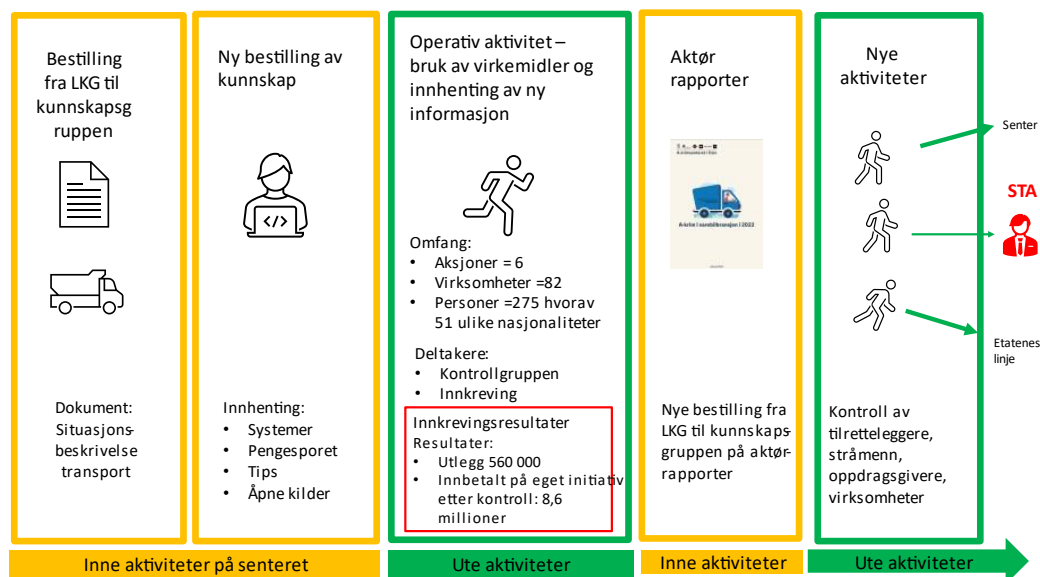 Bestilling
fra LKG til
kunnskapsg
ruppen
Dokument:
Situasjons-
beskrivelse
transport
Ny bestilling av
kunnskap
</>
Innhenting:
• Systemer
• Pengesporet
• Tips
• Åpne kilder
Operativ aktivitet –
bruk av virkemidler og
innhenting av ny
informasjon
Omfang:
• Aksjoner = 6
• Virksomheter =82
• Personer =275 hvorav
51 ulike nasjonaliteter
Deltakere:
• Kontrollgruppen
• Innkreving
Innkrevingsresultater
Resultater:
• Utlegg 560 000
• Innbetalt på eget initiativ
etter kontroll: 8,6
millioner
Aktør
rapporter
A-krim i varebilbransjen i 2022
Nye bestilling fra
LKG til kunnskaps-
gruppen på aktør-
rapporter
Nye
aktiviteter
Kontroll av
tilretteleggere,
stråmenn,
oppdragsgivere,
virksomheter
Senter
STA
Etatenes
linje
Inne aktiviteter på senteret
Ute aktiviteter
Inne aktiviteter
Ute aktiviteter